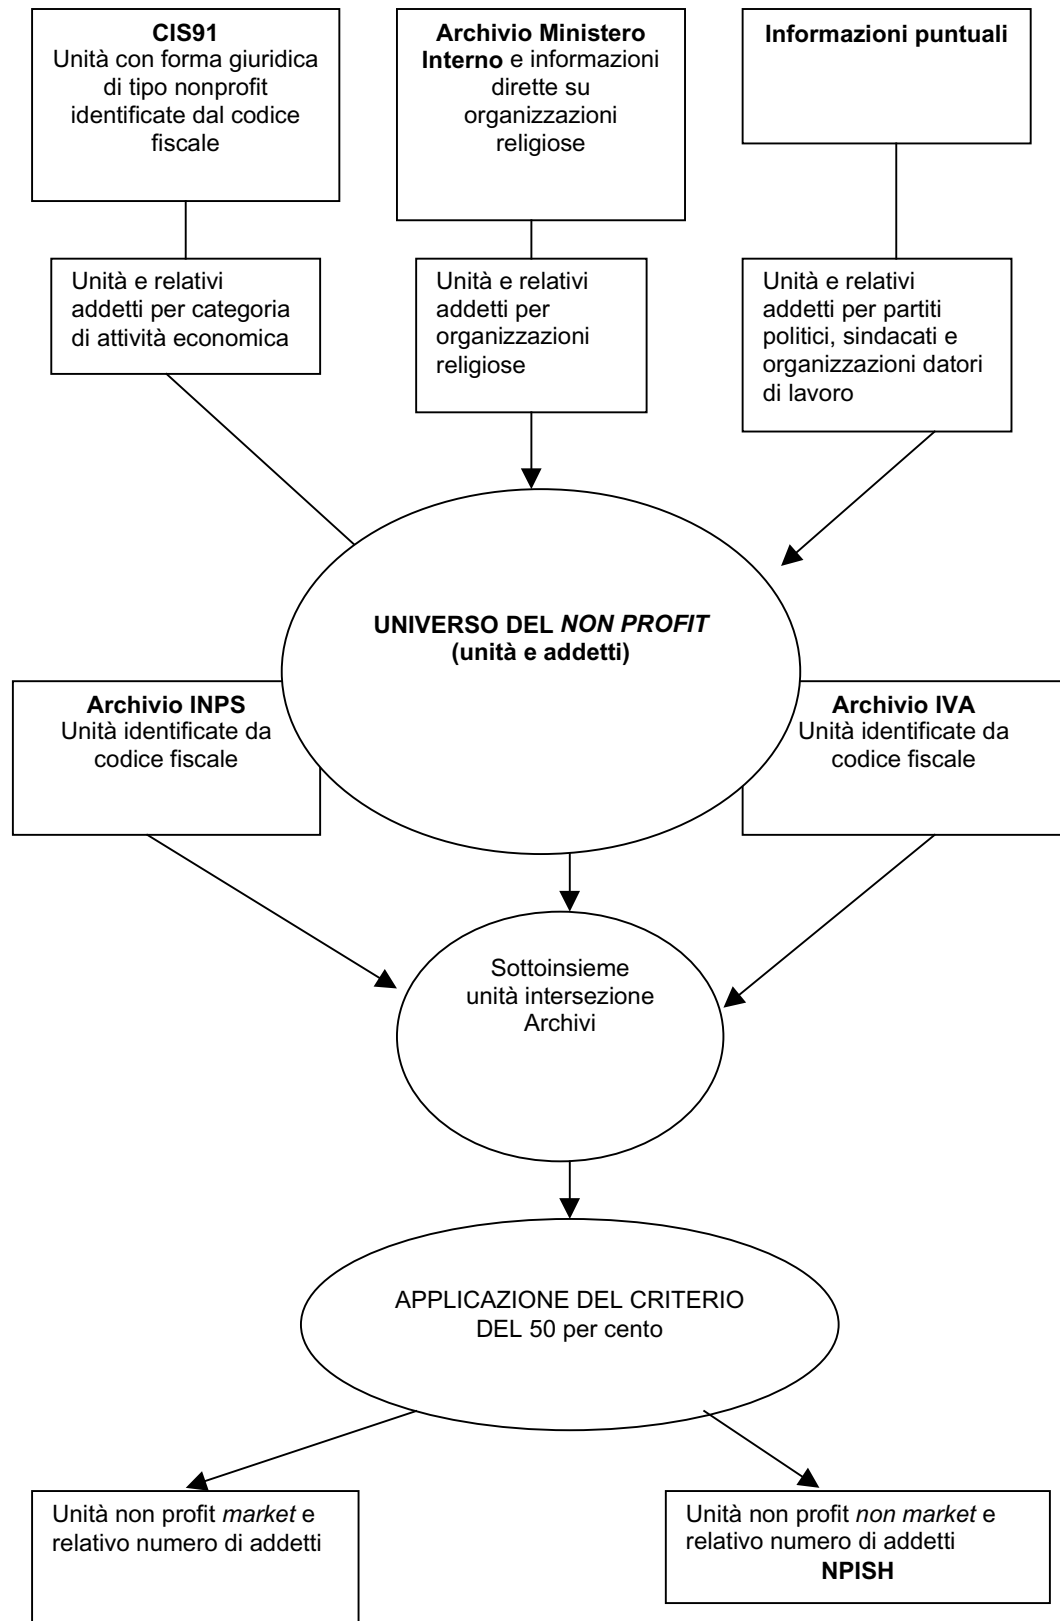 CIS91
Unità con forma giuridica
di tipo nonprofit
identificate dal codice
fiscale
Archivio Ministero
Interno e informazioni
dirette su
organizzazioni
religiose
Informazioni puntuali
Unità e relativi
addetti per categoria
di attività economica
Unità e relativi
addetti per
organizzazioni
religiose
Unità e relativi
addetti per partiti
politici, sindacati e
organizzazioni datori
di lavoro
UNIVERSO DEL NON PROFIT
(unità e addetti)
Archivio INPS
Unità identificate da
codice fiscale
Archivio IVA
Unità identificate da
codice fiscale
Sottoinsieme
unità intersezione
Archivi
APPLICAZIONE DEL CRITERIO
DEL 50 per cento
Unità non profit market e
relativo numero di addetti
Unità non profit non market e
relativo numero di addetti
NPISH